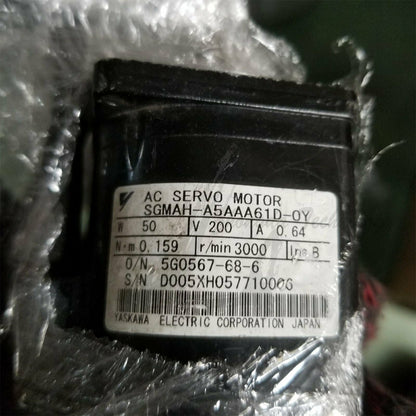 AC SERVO MOTOR
SGMAH-A5AAA61D-OY
W 50 V 200 A 0.64
N·m 0.159 r/min 3000 Ins B
O/N 5G0567-68-6
S/N D005XH057710006
YASKAWA ELECTRIC CORPORATION JAPAN